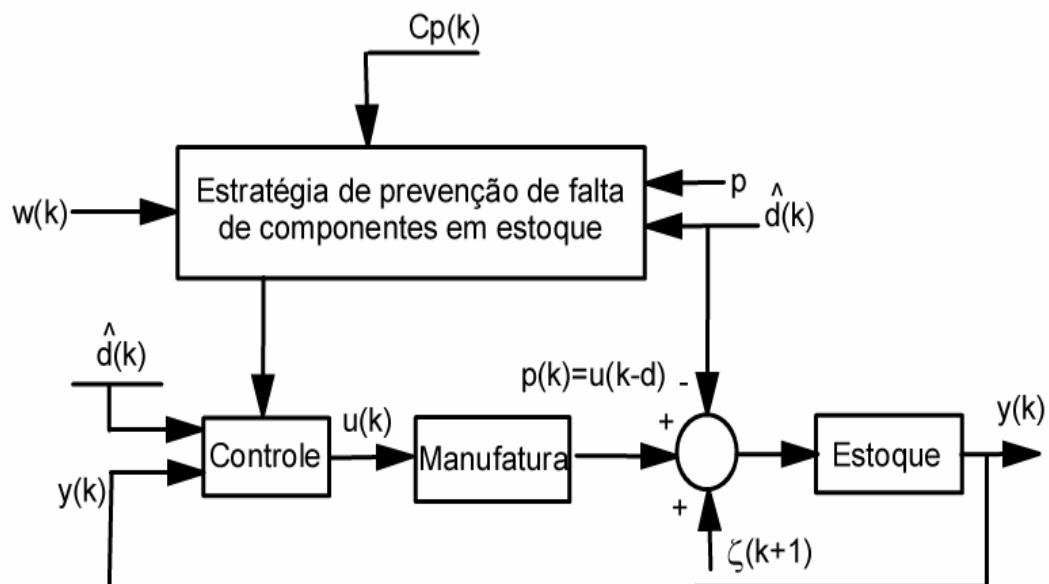 Cp(k)
Estratégia de prevenção de falta
de componentes em estoque
p
w(k)
^
d(k)
^
d(k)
p(k)=u(k-d)
-
y(k)
u(k)
+
Controle
Manufatura
Estoque
y(k)
+
ζ(k+1)